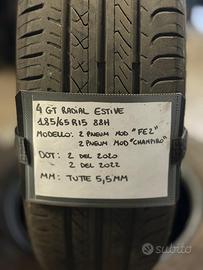 4 GT RADIAL ESTIVE
185/65 R15 88H
MODELLO: 2 PNEUM MOD "FE2"
2 PNEUM MOD "CHAMPIRO"
DOT: 2 DEL 2020
2 DEL 2022
MM: TUTTE 5,5MM
subito